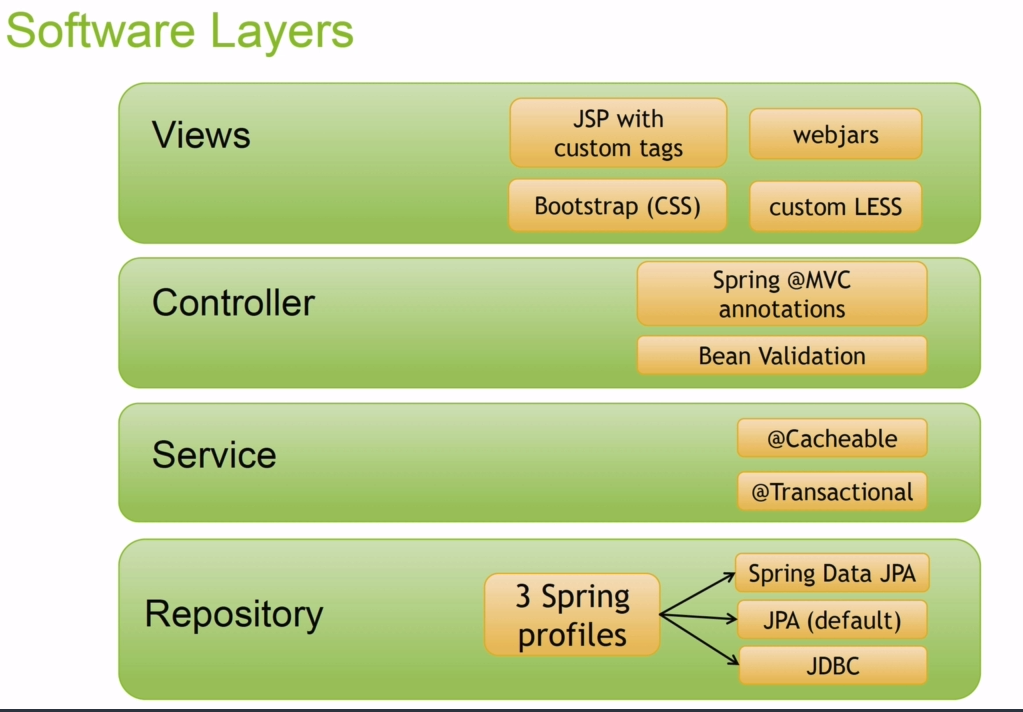 Software Layers
Views
JSP with
custom tags
webjars
Bootstrap (CSS)
custom LESS
Controller
Spring @MVC
annotations
Bean Validation
Service
@Cacheable
@Transactional
Repository
3 Spring
profiles
Spring Data JPA
JPA (default)
JDBC